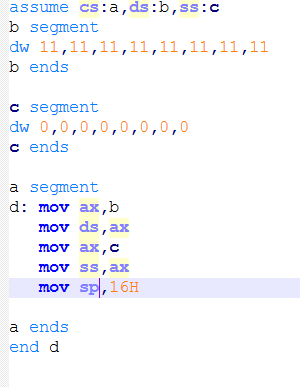 assume cs:a,ds:b,ss:c
b segment
dw 11,11,11,11,11,11,11,11
b ends
c segment
dw 0,0,0,0,0,0,0,0
c ends
a segment
d: mov ax,b
mov ds,ax
mov ax,c
mov ss,ax
mov sp,16H
a ends
end d